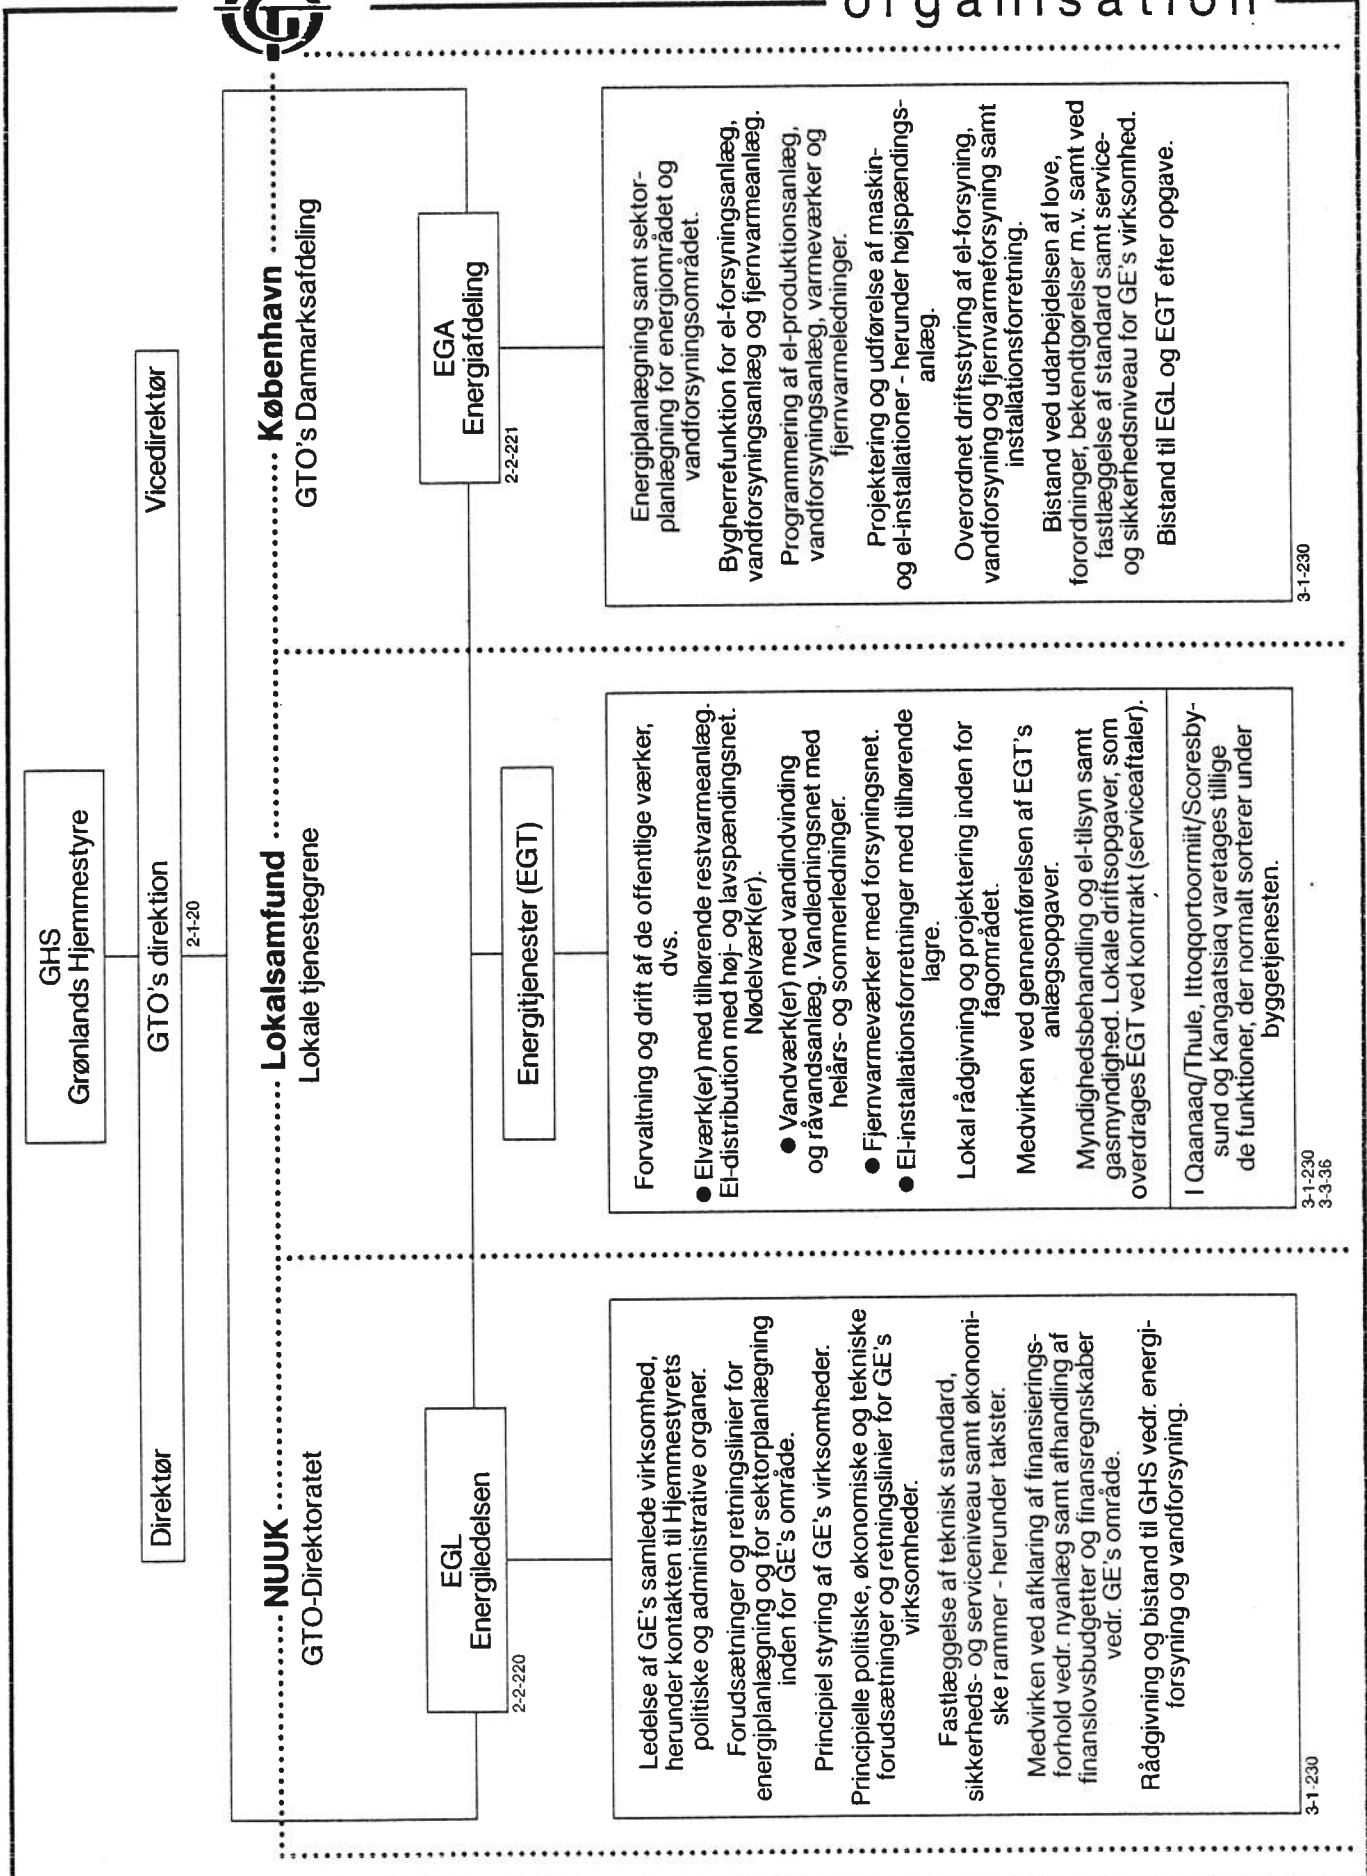 organisation
GHS
Grønlands Hjemmestyre
Direktør
GTO's direktion
Vicedirektør
2-1-20
NUUK
GTO-Direktoratet
Lokalsamfund
Lokale tjenestegrene
København
GTO's Danmarksafdeling
EGL
Energiledelsen
2-2-220
Ledelse af GE's samlede virksomhed,
herunder kontakten til Hjemmestyrets
politiske og administrative organer.
Forudsætninger og retningslinier for
energiplanlægning og for sektorplanlægning
inden for GE's område.
Principiel styring af GE's virksomheder.
Principielle politiske, økonomiske og tekniske
forudsætninger og retningslinier for GE's
virksomheder.
Fastlæggelse af teknisk standard,
sikkerheds- og serviceniveau samt økonomi-
ske rammer - herunder takster.
Medvirken ved afklaring af finansierings-
forhold vedr. nyanlæg samt afhandling af
finanslovsbudgetter og finansregnskaber
vedr. GE's område.
Rådgivning og bistand til GHS vedr. energi-
forsyning og vandforsyning.
3-1-230
Energitjenester (EGT)
Forvaltning og drift af de offentlige værker,
dvs.
● Elværk(er) med tilhørende restvarmeanlæg.
El-distribution med høj- og lavspændingsnet.
Nødelværk(er).
● Vandværk(er) med vandindvinding
og råvandsanlæg. Vandledningsnet med
helårs- og sommerledninger.
● Fjernvarmeværker med forsyningsnet.
● El-installationsforretninger med tilhørende
lagre.
Lokal rådgivning og projektering inden for
fagområdet.
Medvirken ved gennemførelsen af EGT's
anlægsopgaver.
Myndighedsbehandling og el-tilsyn samt
gasmyndighed. Lokale driftsopgaver, som
overdrages EGT ved kontrakt (serviceaftaler).
I Qaanaaq/Thule, Ittoqqortoormiit/Scoresby-
sund og Kangaatsiaq varetages tillige
de funktioner, der normalt sorterer under
byggetjenesten.
3-1-230
3-3-36
EGA
Energiafdeling
2-2-221
Energiplanlægning samt sektor-
planlægning for energiområdet og
vandforsyningsområdet.
Bygherrefunktion for el-forsyningsanlæg,
vandforsyningsanlæg og fjernvarmeanlæg.
Programmering af el-produktionsanlæg,
vandforsyningsanlæg, varmeværker og
fjernvarmeledninger.
Projektering og udførelse af maskin-
og el-installationer - herunder højspændings-
anlæg.
Overordnet driftsstyring af el-forsyning,
vandforsyning og fjernvarmeforsyning samt
installationsforretning.
Bistand ved udarbejdelsen af love,
forordninger, bekendtgørelser m.v. samt ved
fastlæggelse af standard samt service-
og sikkerhedsniveau for GE's virksomhed.
Bistand til EGL og EGT efter opgave.
3-1-230